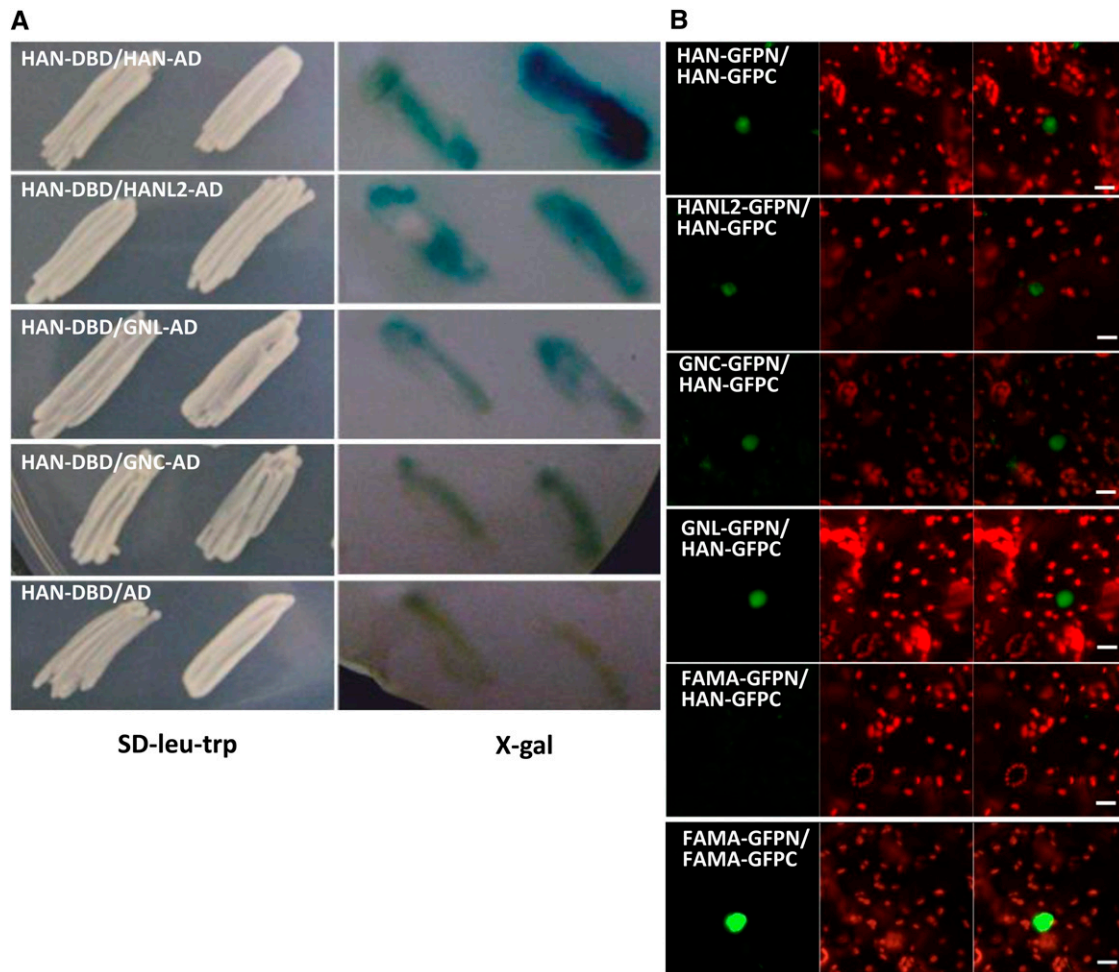 A
HAN-DBD/HAN-AD
HAN-DBD/HANL2-AD
HAN-DBD/GNL-AD
HAN-DBD/GNC-AD
HAN-DBD/AD
SD-leu-trp
X-gal
B
HAN-GFPN/
HAN-GFPC
HANL2-GFPN/
HAN-GFPC
GNC-GFPN/
HAN-GFPC
GNL-GFPN/
HAN-GFPC
FAMA-GFPN/
HAN-GFPC
FAMA-GFPN/
FAMA-GFPC